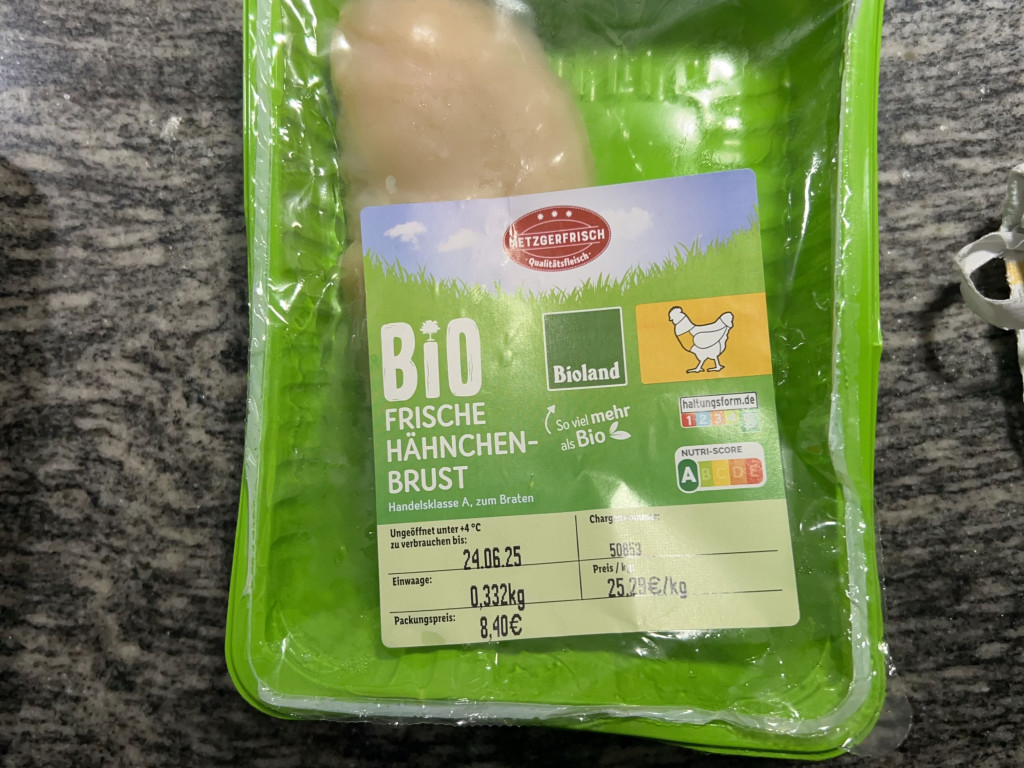 METZGERFRISCH
Qualitätsfleisch
BiO
FRISCHE
HÄHNCHEN-
BRUST
Handelsklasse A, zum Braten
Bioland
So viel mehr
als Bio
haltungsform.de
1 2 3
NUTRI-SCORE
A B C D E
Ungeöffnet unter +4 °C
zu verbrauchen bis:
24.06.25
50853
Einwaage:
0,332kg
Preis / kg
25.29€/kg
Packungspreis:
8,40€